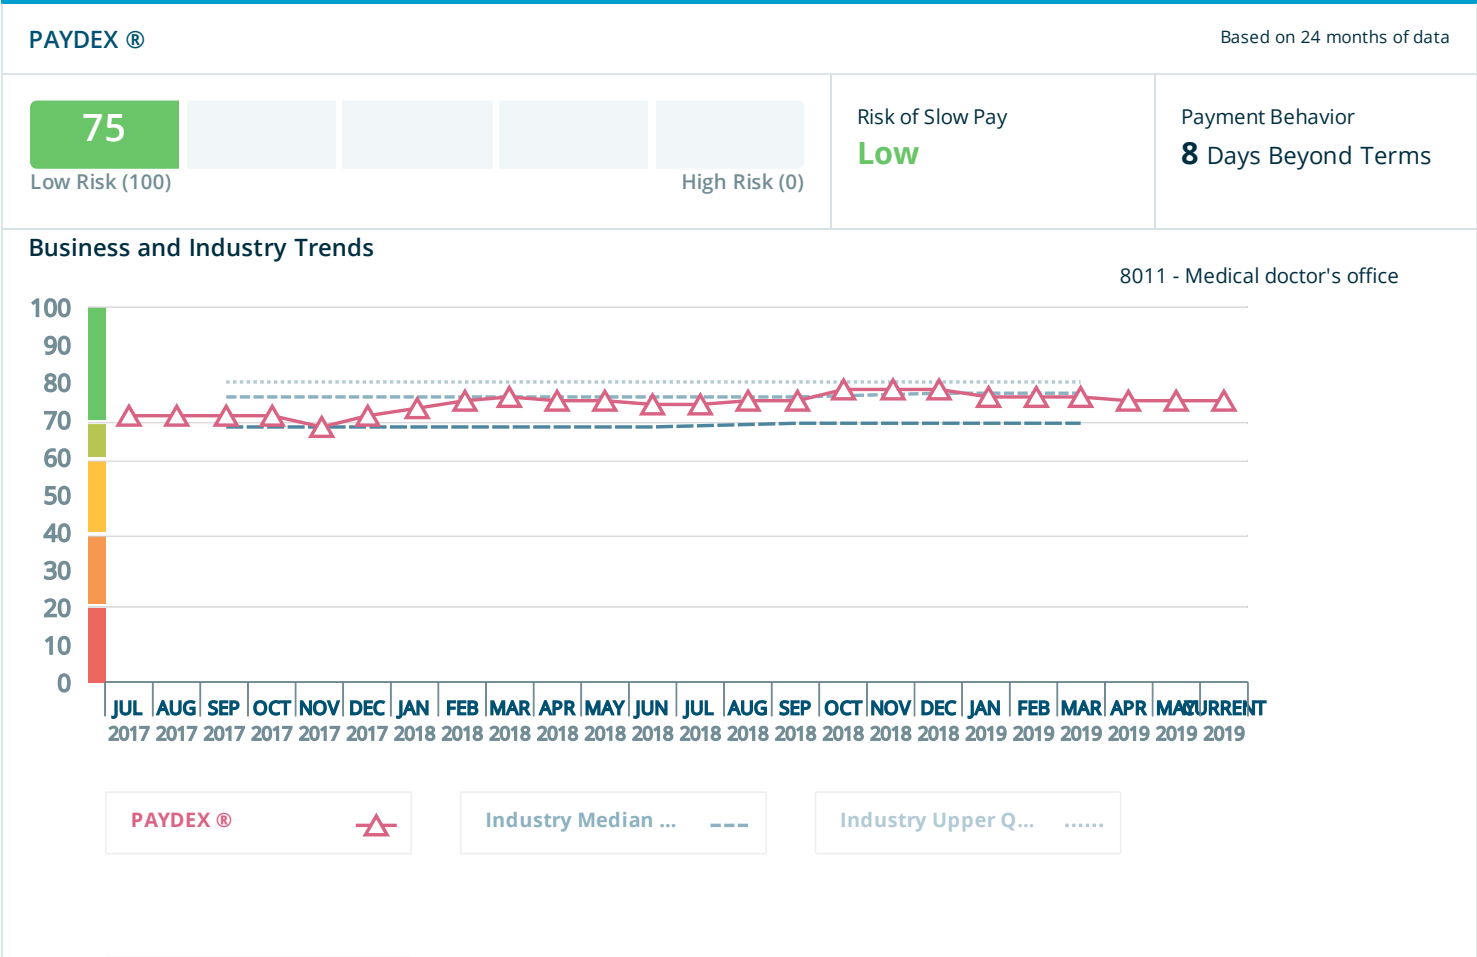 PAYDEX ®
Based on 24 months of data
75
Low Risk (100)
High Risk (0)
Risk of Slow Pay
Low
Payment Behavior
8 Days Beyond Terms
Business and Industry Trends
8011 - Medical doctor's office
100
90
80
70
60
50
40
30
20
10
0
JUL AUG SEP OCT NOV DEC JAN FEB MAR APR MAY JUN JUL AUG SEP OCT NOV DEC JAN FEB MAR APR MAY CURRENT
2017 2017 2017 2017 2017 2017 2018 2018 2018 2018 2018 2018 2018 2018 2018 2018 2018 2018 2019 2019 2019 2019 2019 2019
PAYDEX ®
Industry Median ...
Industry Upper Q...